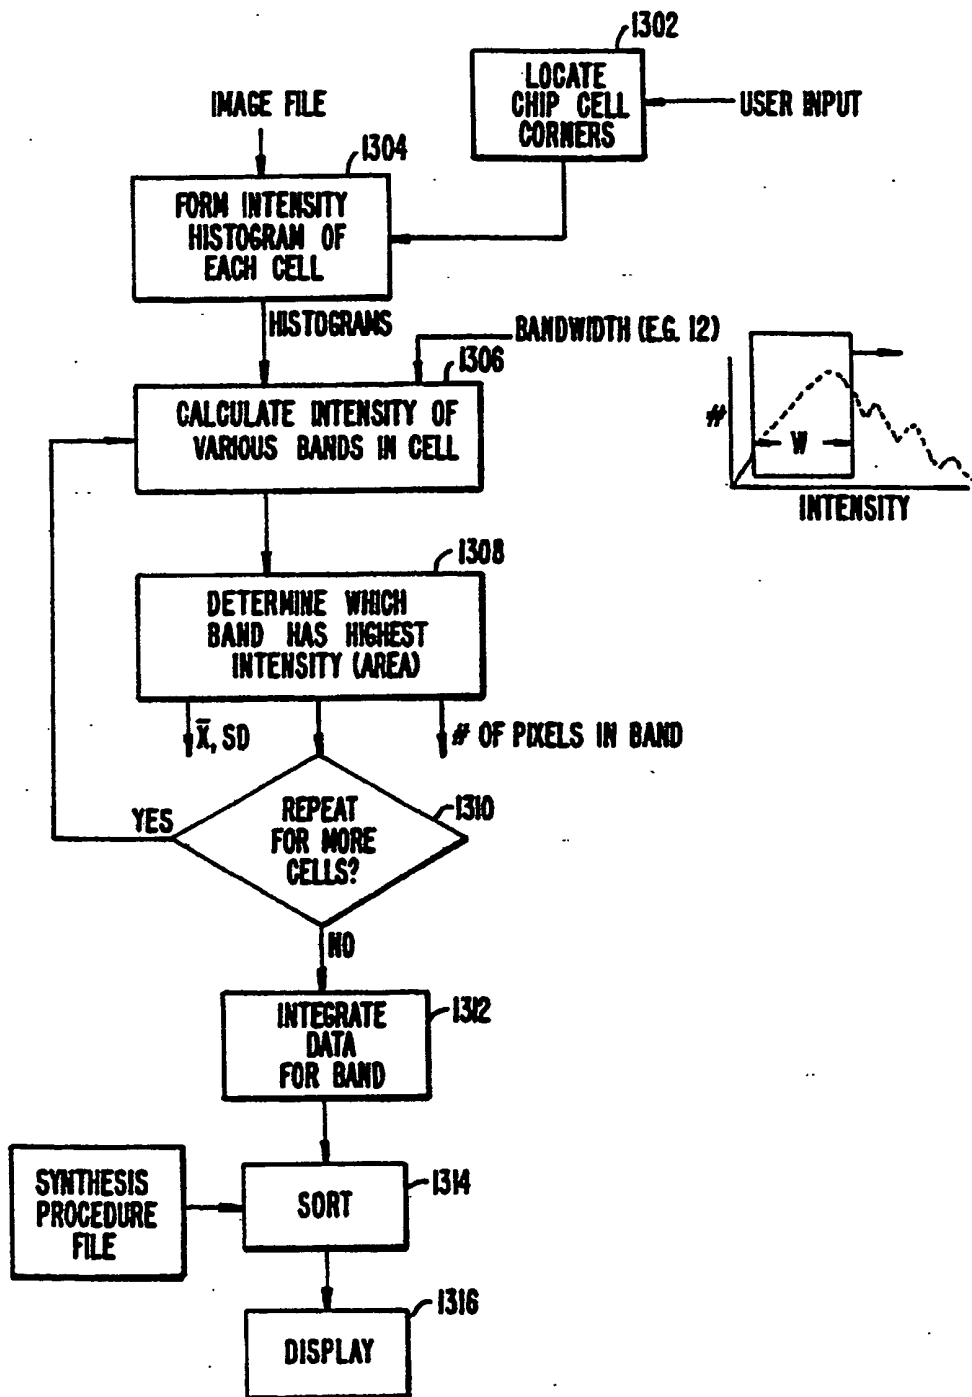 1302
LOCATE
CHIP CELL
CORNERS
USER INPUT
IMAGE FILE
1304
FORM INTENSITY
HISTOGRAM OF
EACH CELL
HISTOGRAMS
BANDWIDTH (E.G. 12)
1306
CALCULATE INTENSITY OF
VARIOUS BANDS IN CELL
#
W
INTENSITY
1308
DETERMINE WHICH
BAND HAS HIGHEST
INTENSITY (AREA)
X̅, SD
# OF PIXELS IN BAND
1310
YES
REPEAT
FOR MORE
CELLS?
NO
1312
INTEGRATE
DATA
FOR BAND
SYNTHESIS
PROCEDURE
FILE
1314
SORT
1316
DISPLAY